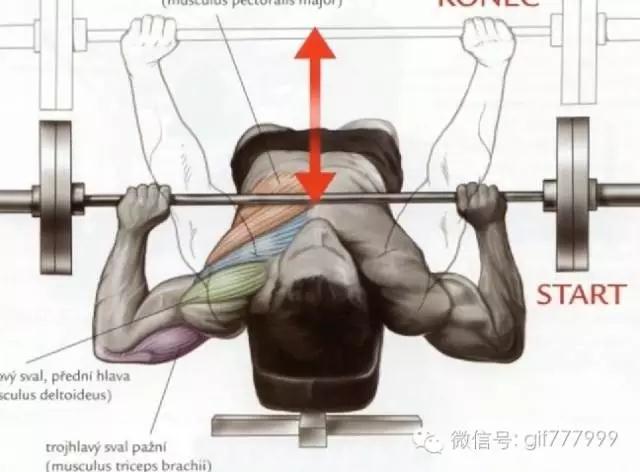 (musculus pectoralis major)
KONEC
START
ový sval, přední hlava
sculus deltoideus)
trojhlavý sval pažní
(musculus triceps brachii)
微信号: gif777999